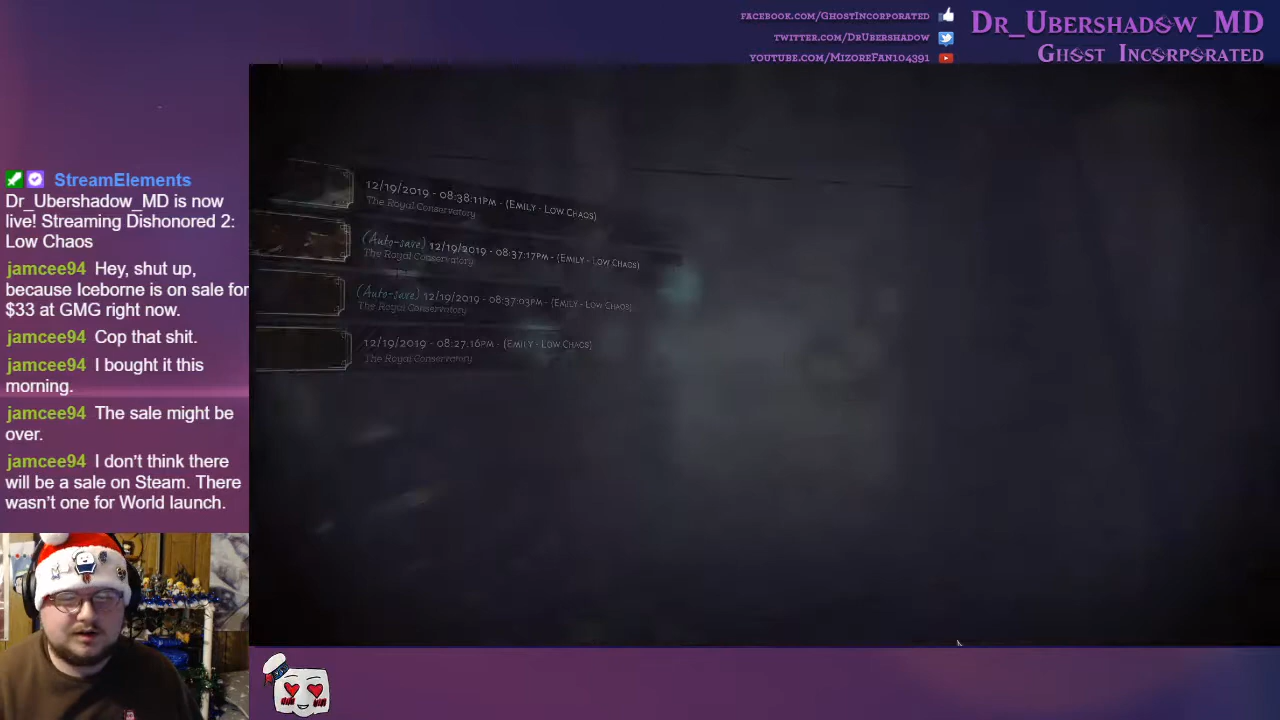 facebook.com/GhostIncorporated
twitter.com/DrUbershadow
youtube.com/MizoreFan104391
Dr_Ubershadow_MD
Ghost Incorporated
StreamElements
Dr_Ubershadow_MD is now
live! Streaming Dishonored 2:
Low Chaos
jamcee94 Hey, shut up,
because Iceborne is on sale for
$33 at GMG right now.
jamcee94 Cop that shit.
jamcee94 I bought it this
morning.
jamcee94 The sale might be
over.
jamcee94 I don't think there
will be a sale on Steam. There
wasn't one for World launch.
12/19/2019 - 08:38:11PM - (Emily - Low Chaos)
The Royal Conservatory
(Auto-save) 12/19/2019 - 08:37:17PM - (Emily - Low Chaos)
The Royal Conservatory
(Auto-save) 12/19/2019 - 08:37:03PM - (Emily - Low Chaos)
The Royal Conservatory
12/19/2019 - 08:27:16PM - (Emily - Low Chaos)
The Royal Conservatory